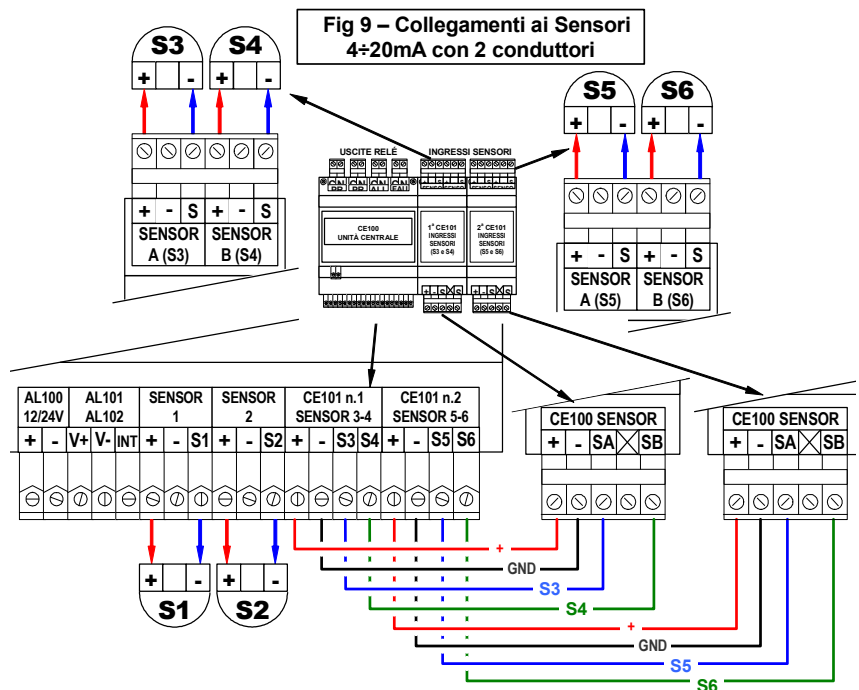 Fig 9 – Collegamenti ai Sensori
4÷20mA con 2 conduttori
S3 S4
+ - + -
S5 S6
+ - + -
USCITE RELÈ INGRESSI SENSORI
CE100
UNITÀ CENTRALE
1° CE101
INGRESSI
SENSORI
(S3 e S4)
2° CE101
INGRESSI
SENSORI
(S5 e S6)
+ - S + - S
SENSOR SENSOR
A (S3) B (S4)
+ - S + - S
SENSOR SENSOR
A (S5) B (S6)
AL100 AL101 SENSOR SENSOR CE101 n.1 CE101 n.2
12/24V AL102 1 2 SENSOR 3-4 SENSOR 5-6
+ - V+ V- INT + - S1 + - S2 + - S3 S4 + - S5 S6
CE100 SENSOR
+ - SA SB
CE100 SENSOR
+ - SA SB
+ - + -
S1 S2
+
GND
S3
S4
+
GND
S5
S6